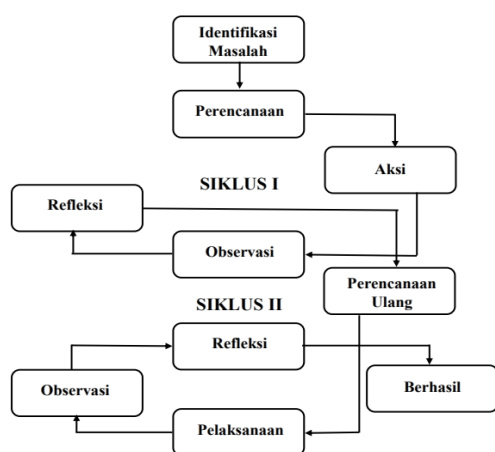 Identifikasi
Masalah
Perencanaan
Aksi
SIKLUS I
Refleksi
Observasi
Perencanaan
Ulang
SIKLUS II
Refleksi
Observasi
Berhasil
Pelaksanaan